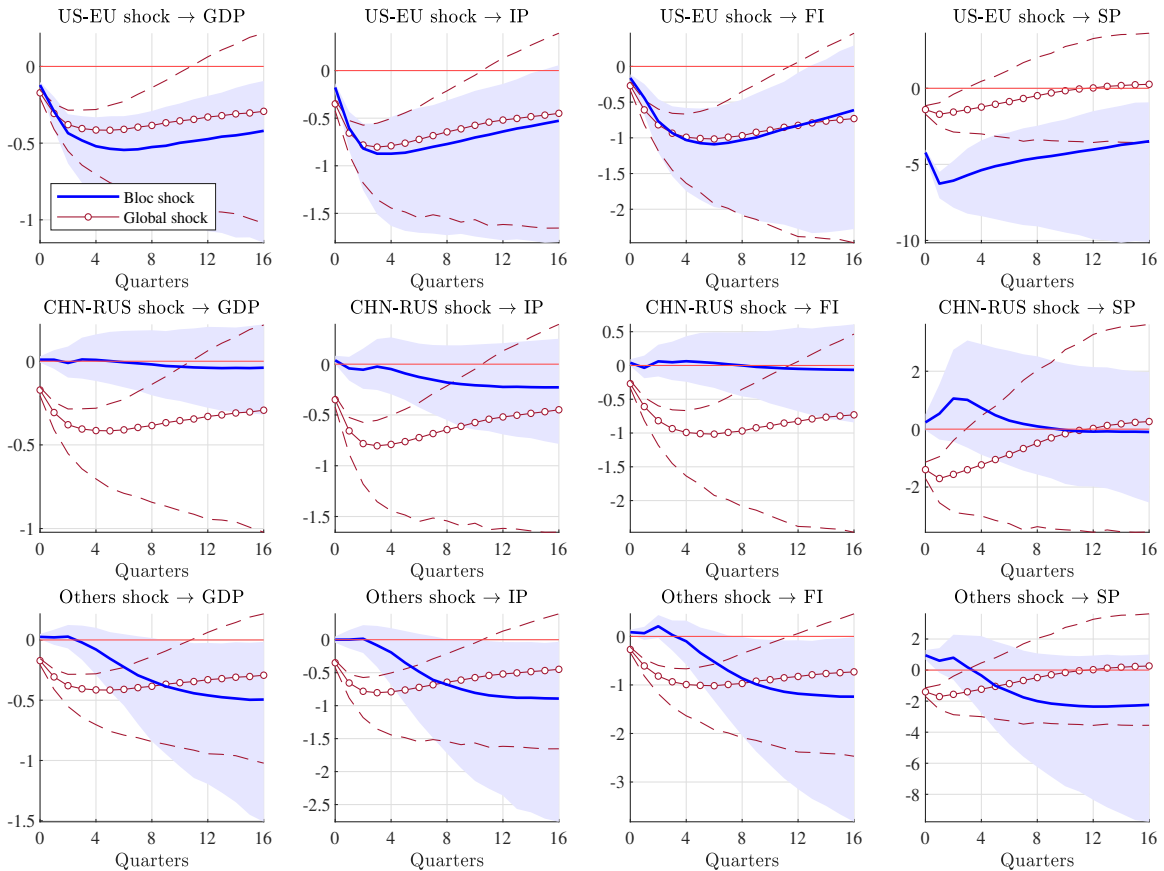 US-EU shock → GDP
0
-0.5
-1
Bloc shock
Global shock
0 4 8 12 16
Quarters
US-EU shock → IP
0
-0.5
-1
-1.5
0 4 8 12 16
Quarters
US-EU shock → FI
0
-0.5
-1
-1.5
-2
0 4 8 12 16
Quarters
US-EU shock → SP
0
-5
-10
0 4 8 12 16
Quarters
CHN-RUS shock → GDP
0
-0.5
-1
0 4 8 12 16
Quarters
CHN-RUS shock → IP
0
-0.5
-1
-1.5
0 4 8 12 16
Quarters
CHN-RUS shock → FI
0.5
0
-0.5
-1
-1.5
-2
0 4 8 12 16
Quarters
CHN-RUS shock → SP
2
0
-2
0 4 8 12 16
Quarters
Others shock → GDP
0
-0.5
-1
-1.5
0 4 8 12 16
Quarters
Others shock → IP
0
-0.5
-1
-1.5
-2
-2.5
0 4 8 12 16
Quarters
Others shock → FI
0
-1
-2
-3
0 4 8 12 16
Quarters
Others shock → SP
2
0
-2
-4
-6
-8
0 4 8 12 16
Quarters